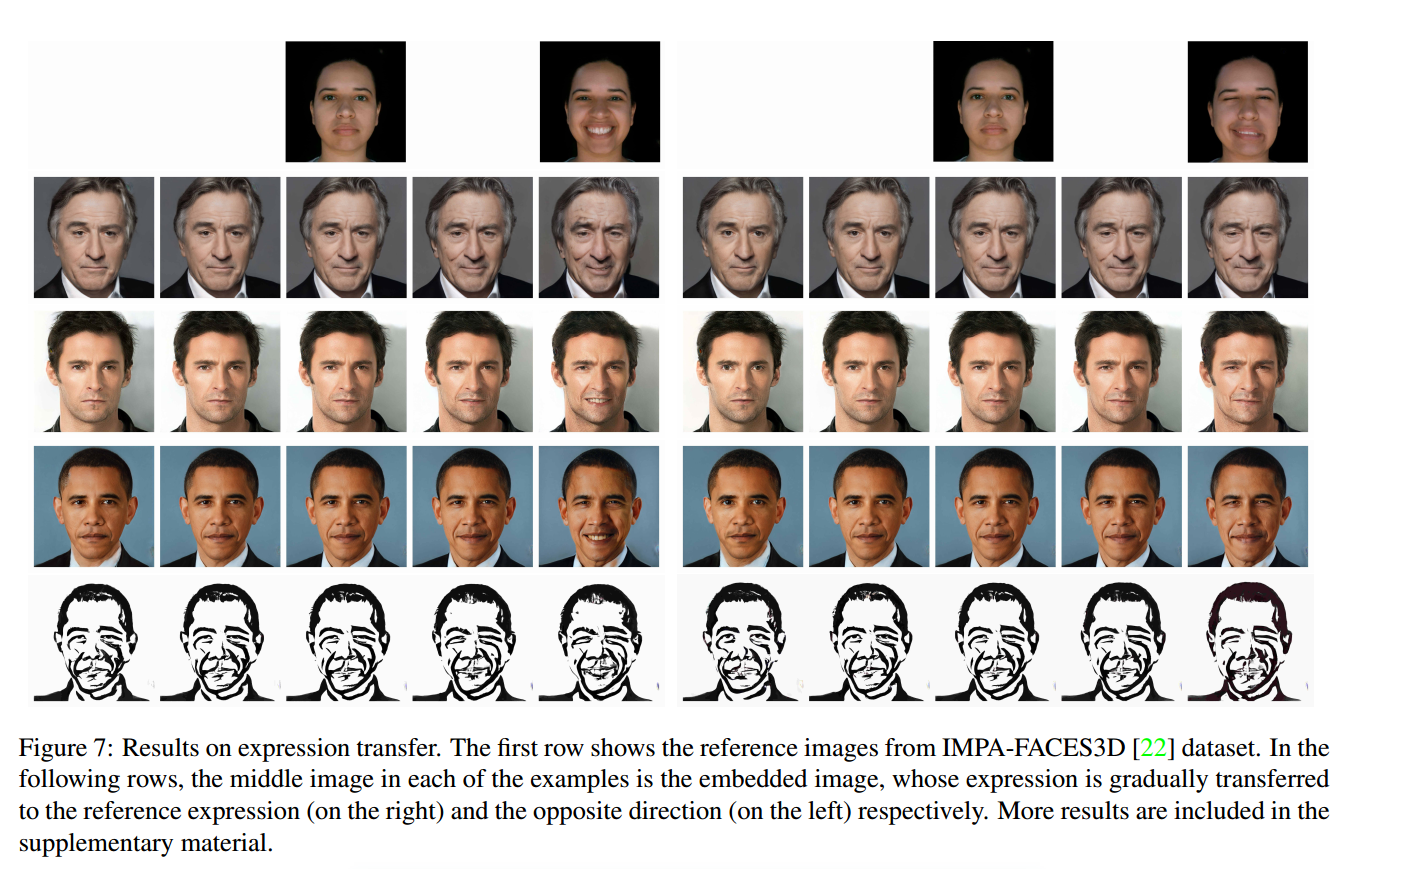 Figure 7: Results on expression transfer. The first row shows the reference images from IMPA-FACES3D [22] dataset. In the
following rows, the middle image in each of the examples is the embedded image, whose expression is gradually transferred
to the reference expression (on the right) and the opposite direction (on the left) respectively. More results are included in the
supplementary material.